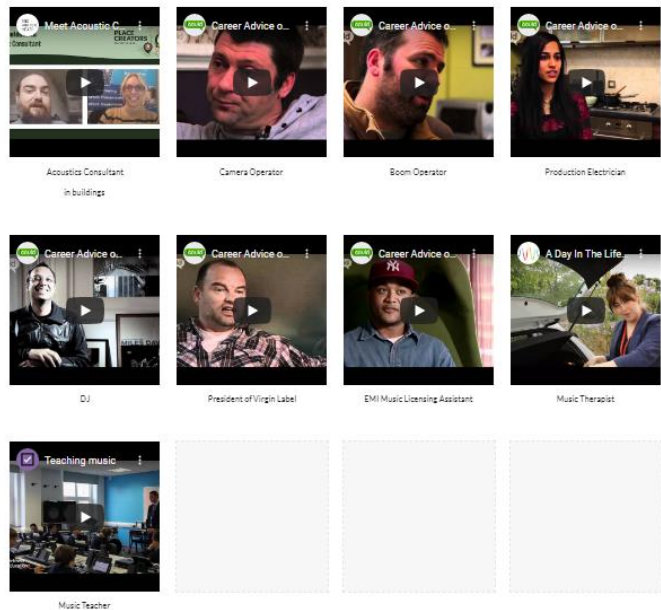 Meet Acoustic C
Consultant
PLACE
CREATORS
Career Advice o...
Career Advice o...
Career Advice o...
Acoustics Consultant
in buildings
Camera Operator
Boom Operator
Production Electrician
Career Advice o...
Career Advice o...
Career Advice o...
A Day In The Life...
MILES DAV
DJ
President of Virgin Label
EMI Music Licensing Assistant
Music Therapist
Teaching music
Music Teacher